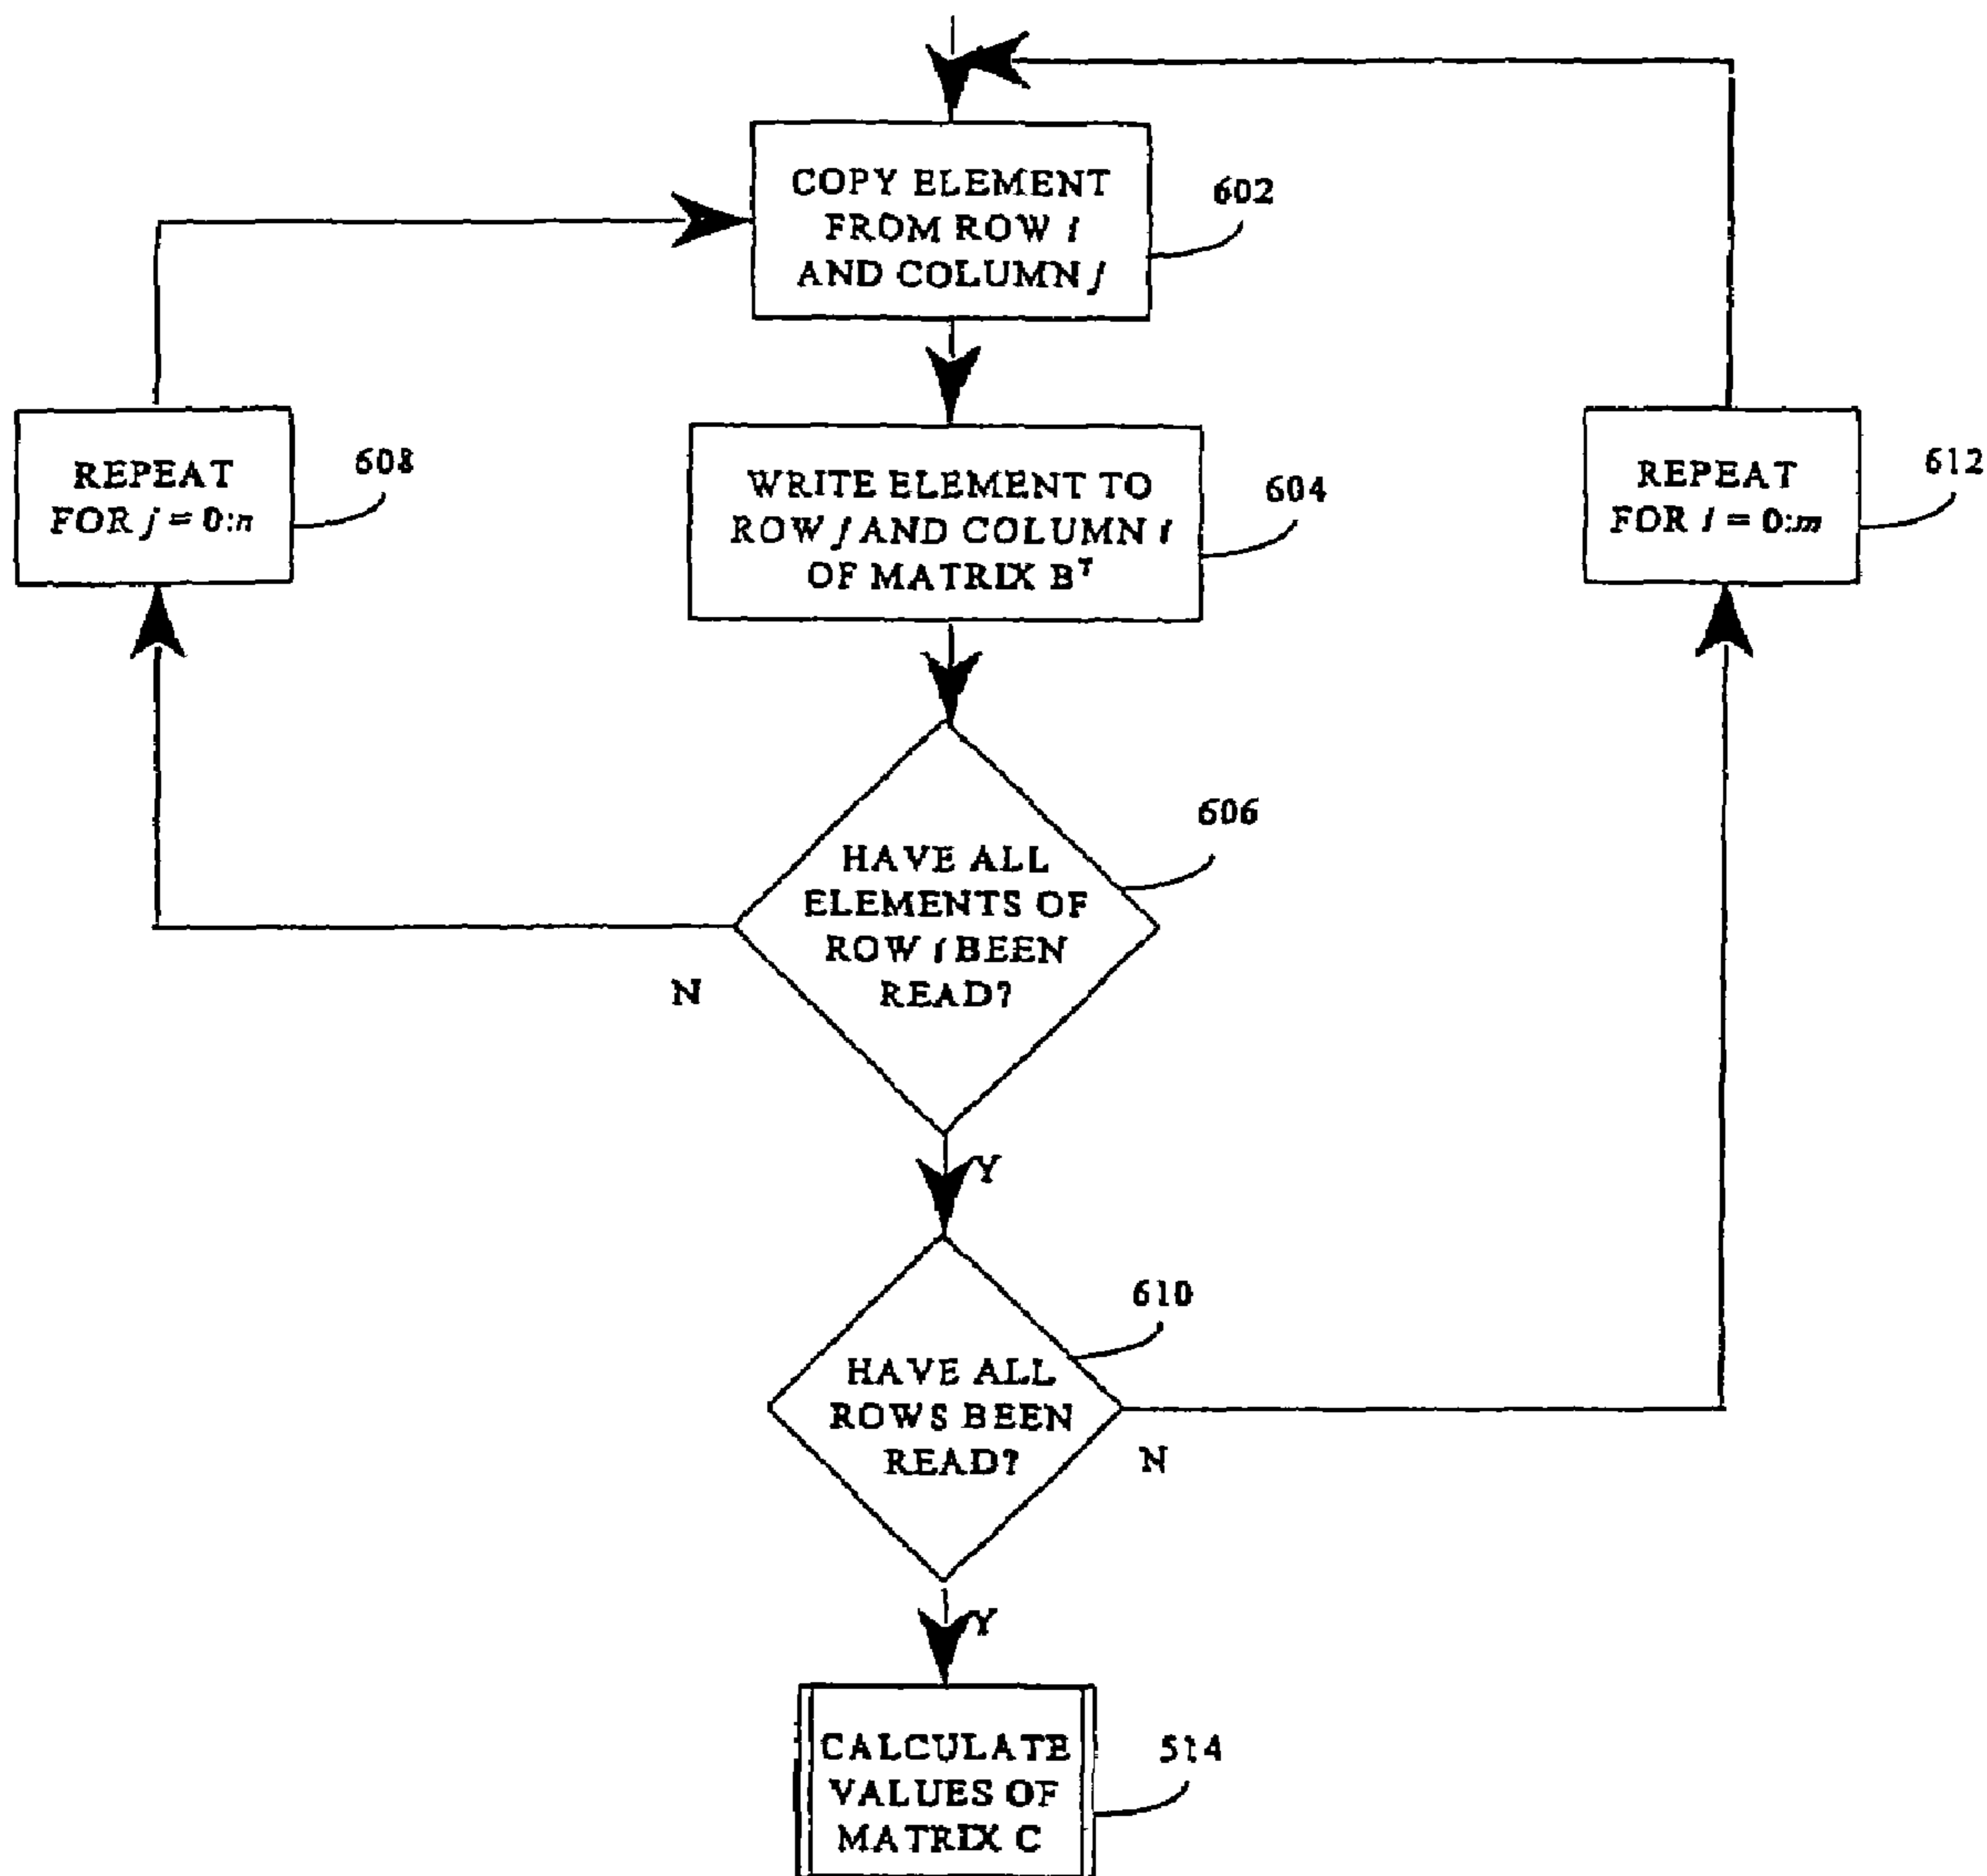 COPY ELEMENT
FROM ROW i
AND COLUMN j
602
WRITE ELEMENT TO
ROW j AND COLUMN i
OF MATRIX Bᵀ
604
REPEAT
FOR j = 0:n
608
REPEAT
FOR i = 0:m
612
HAVE ALL
ELEMENTS OF
ROW i BEEN
READ?
606
N
Y
HAVE ALL
ROWS BEEN
READ?
610
N
Y
CALCULATE
VALUES OF
MATRIX C
514